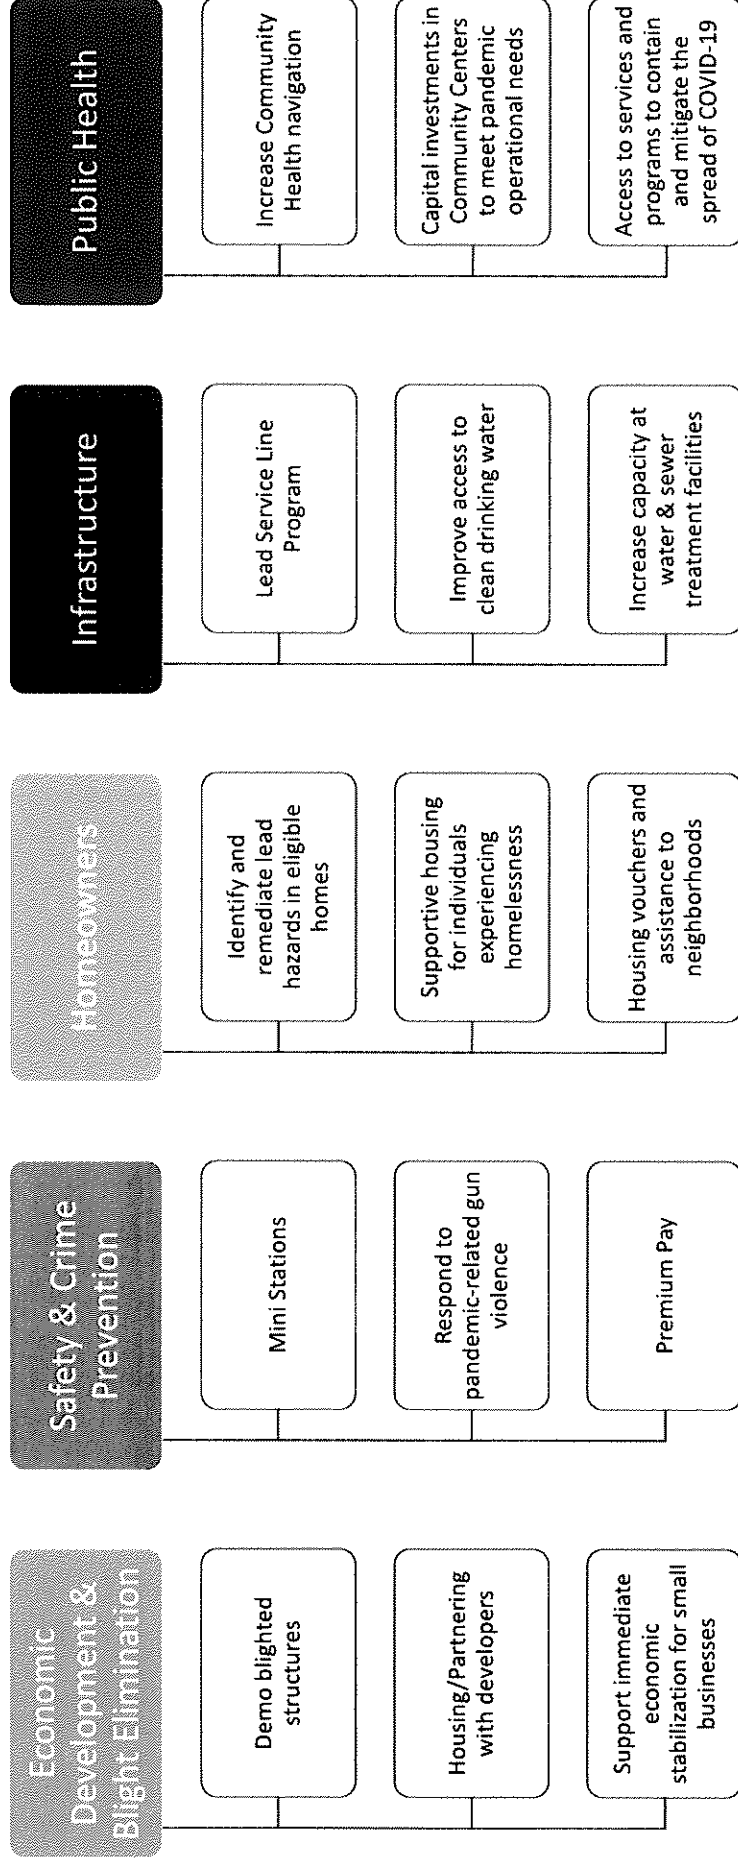 Economic
Development &
Blight Elimination
Demo blighted
structures
Housing/Partnering
with developers
Support immediate
economic
stabilization for small
businesses
Safety & Crime
Prevention
Mini Stations
Respond to
pandemic-related gun
violence
Premium Pay
Homeowners
Identify and
remediate lead
hazards in eligible
homes
Supportive housing
for individuals
experiencing
homelessness
Housing vouchers and
assistance to
neighborhoods
Infrastructure
Lead Service Line
Program
Improve access to
clean drinking water
Increase capacity at
water & sewer
treatment facilities
Public Health
Increase Community
Health navigation
Capital investments in
Community Centers
to meet pandemic
operational needs
Access to services and
programs to contain
and mitigate the
spread of COVID-19